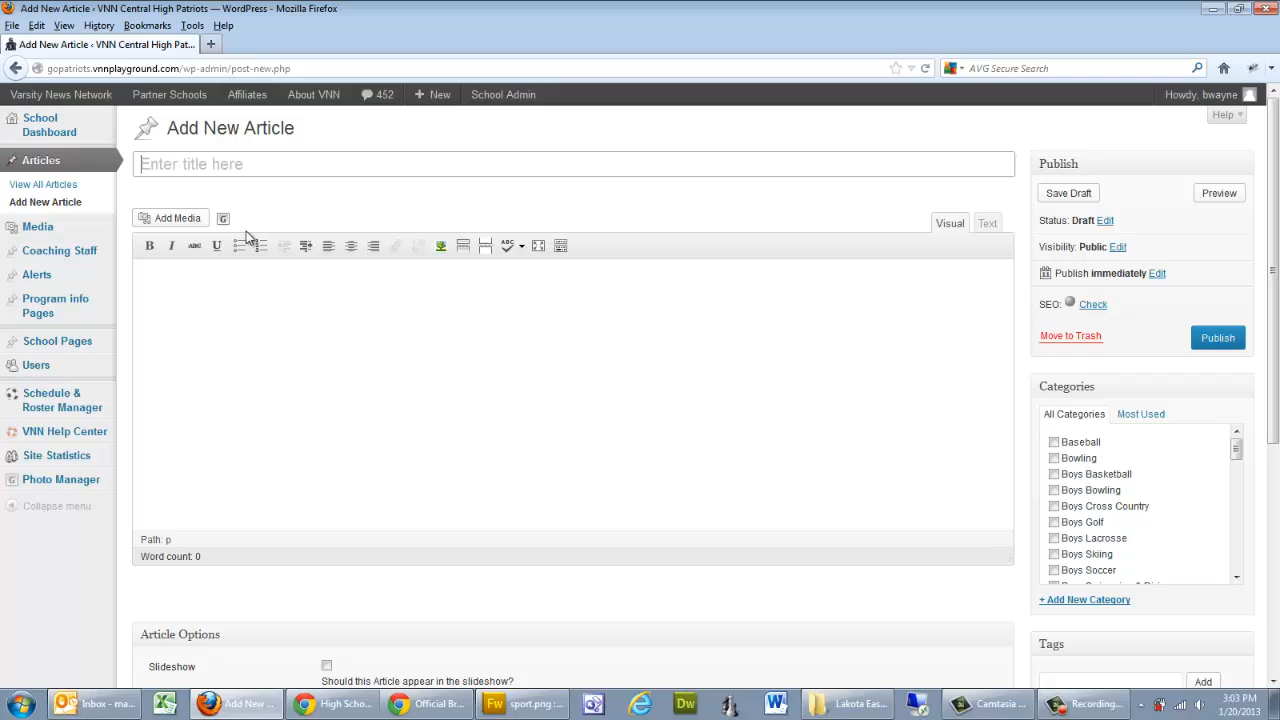 Add New Article ‹ VNN Central High Patriots — WordPress - Mozilla Firefox
File Edit View History Bookmarks Tools Help
Add New Article ‹ VNN Central High Pat... +
gopatriots.vnnplayground.com/wp-admin/post-new.php
AVG Secure Search
Varsity News Network Partner Schools Affiliates About VNN 452 + New School Admin Howdy, bwayne
Help
School Dashboard
Articles
View All Articles
Add New Article
Media
Coaching Staff
Alerts
Program info Pages
School Pages
Users
Schedule & Roster Manager
VNN Help Center
Site Statistics
Photo Manager
Collapse menu
Add New Article
Enter title here
Add Media G
Visual Text
B I ABC U ABC
Path: p
Word count: 0
Article Options
Slideshow
Should this Article appear in the slideshow?
Publish
Save Draft Preview
Status: Draft Edit
Visibility: Public Edit
Publish immediately Edit
SEO: Check
Move to Trash Publish
Categories
All Categories Most Used
Baseball
Bowling
Boys Basketball
Boys Bowling
Boys Cross Country
Boys Golf
Boys Lacrosse
Boys Skiing
Boys Soccer
+ Add New Category
Tags
Add
Inbox - ma... Add New ... High Scho... Official Br... Fw sport.png :... Dw W Lakota Eas... Camtasia ... Recording...
3:03 PM
1/20/2013